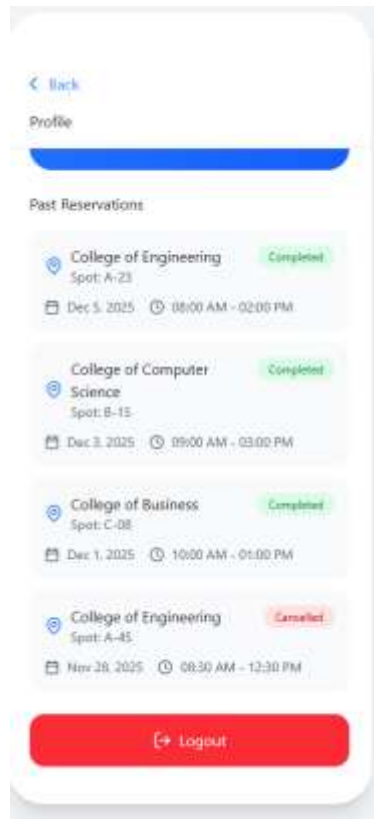 Back
Profile
Past Reservations
College of Engineering Completed
Spot: A-23
Dec 5, 2025 08:00 AM - 02:00 PM
College of Computer Completed
Science
Spot: B-15
Dec 3, 2025 09:00 AM - 03:00 PM
College of Business Completed
Spot: C-08
Dec 1, 2025 10:00 AM - 01:00 PM
College of Engineering Cancelled
Spot: A-45
Nov 28, 2025 08:30 AM - 12:30 PM
Logout